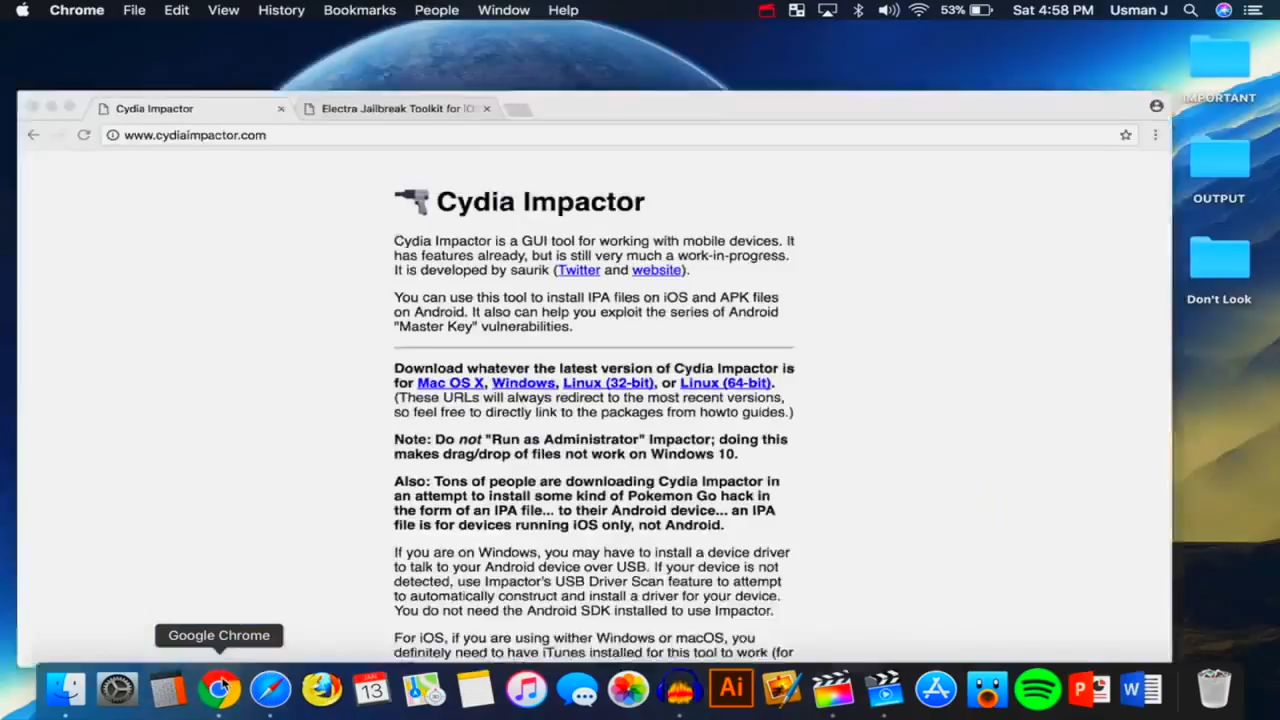 Chrome File Edit View History Bookmarks People Window Help 53% Sat 4:58 PM Usman J
IMPORTANT
OUTPUT
Don't Look
Cydia Impactor Electra Jailbreak Toolkit for iO
www.cydiaimpactor.com
Cydia Impactor
Cydia Impactor is a GUI tool for working with mobile devices. It
has features already, but is still very much a work-in-progress.
It is developed by saurik (Twitter and website).
You can use this tool to install IPA files on iOS and APK files
on Android. It also can help you exploit the series of Android
"Master Key" vulnerabilities.
Download whatever the latest version of Cydia Impactor is
for Mac OS X, Windows, Linux (32-bit), or Linux (64-bit).
(These URLs will always redirect to the most recent versions,
so feel free to directly link to the packages from howto guides.)
Note: Do not "Run as Administrator" Impactor; doing this
makes drag/drop of files not work on Windows 10.
Also: Tons of people are downloading Cydia Impactor in
an attempt to install some kind of Pokemon Go hack in
the form of an IPA file... to their Android device... an IPA
file is for devices running iOS only, not Android.
If you are on Windows, you may have to install a device driver
to talk to your Android device over USB. If your device is not
detected, use Impactor's USB Driver Scan feature to attempt
to automatically construct and install a driver for your device.
You do not need the Android SDK installed to use Impactor.
For iOS, if you are using wither Windows or macOS, you
definitely need to have iTunes installed for this tool to work (for
Google Chrome
JAN
13
Ai
P
W